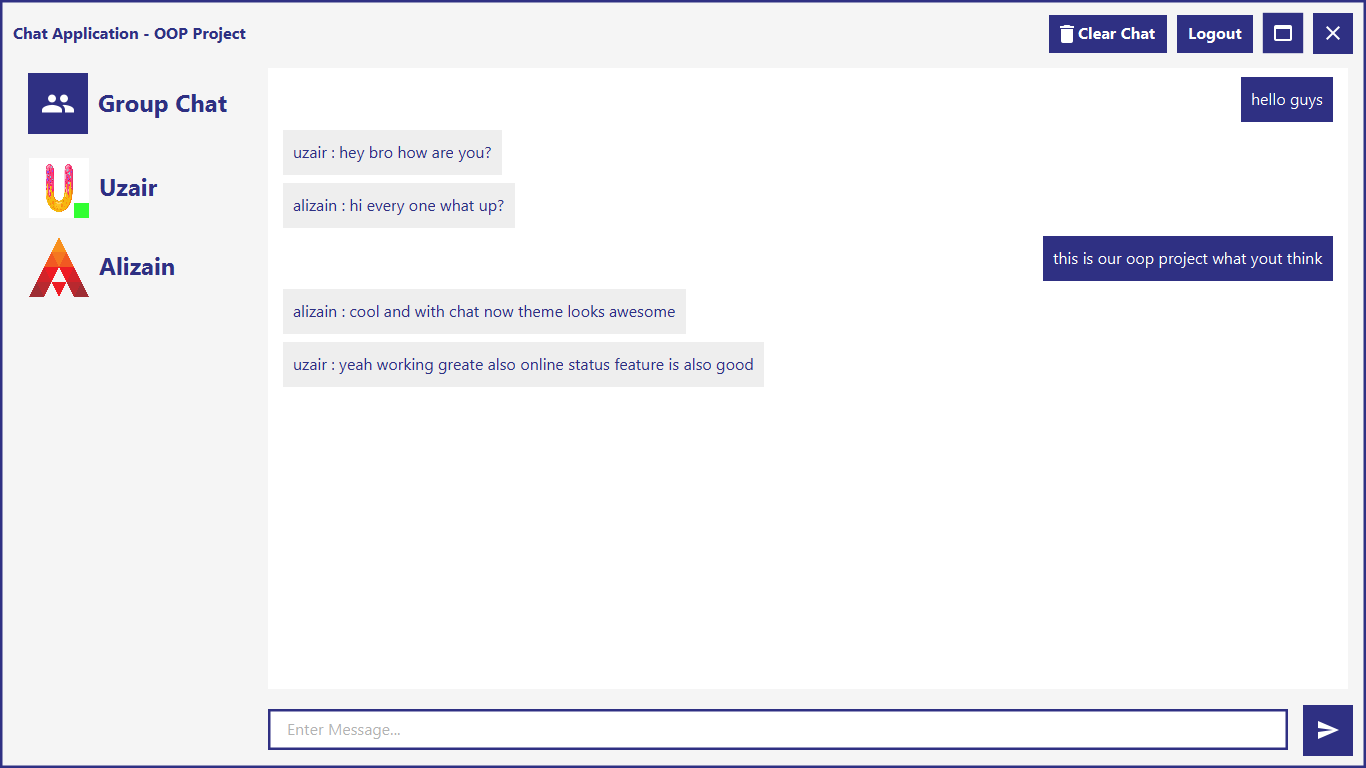 Chat Application - OOP Project
Clear Chat
Logout
Group Chat
Uzair
Alizain
hello guys
uzair : hey bro how are you?
alizain : hi every one what up?
this is our oop project what yout think
alizain : cool and with chat now theme looks awesome
uzair : yeah working greate also online status feature is also good
Enter Message...